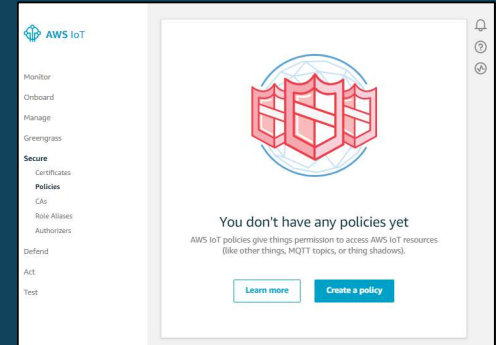 AWS IoT
Monitor
Onboard
Manage
Greengrass
Secure
Certificates
Policies
CAs
Role Aliases
Authorizers
Defend
Act
Test
You don't have any policies yet
AWS IoT policies give things permission to access AWS IoT resources
(like other things, MQTT topics, or thing shadows).
Learn more
Create a policy